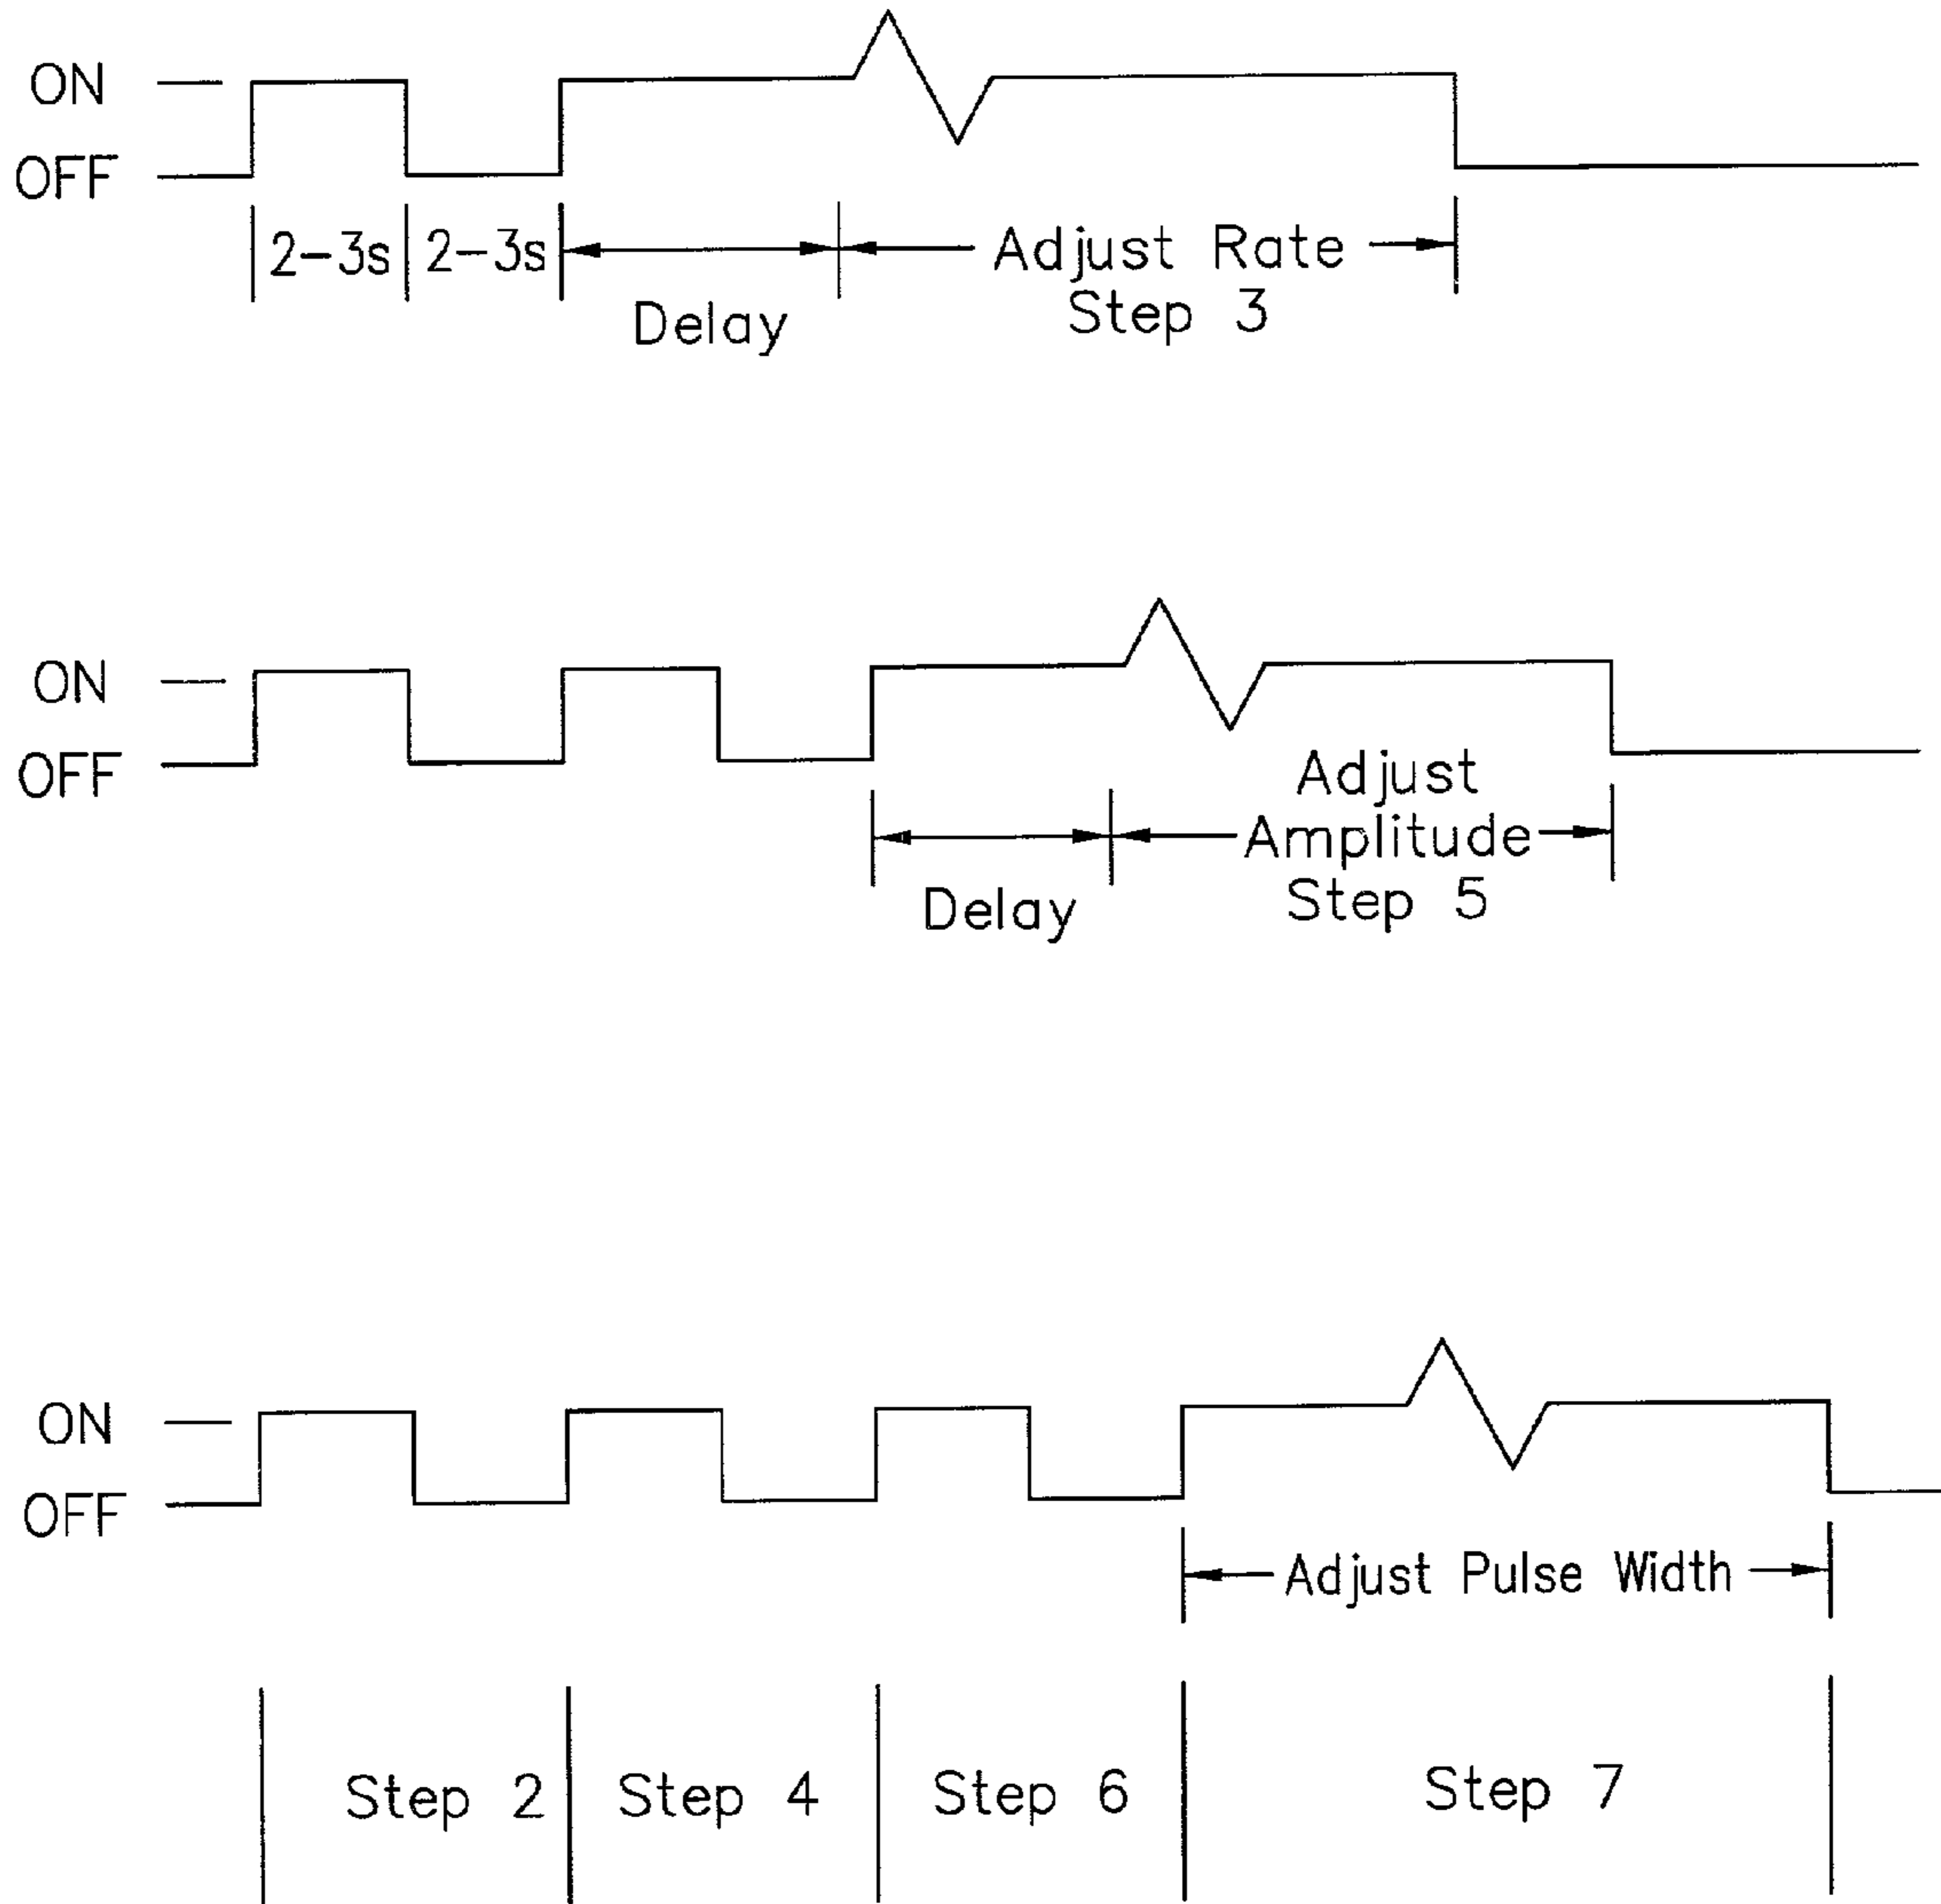 ON
OFF
2-3s 2-3s
Adjust Rate
Step 3
Delay
ON
OFF
Adjust
Amplitude
Step 5
Delay
ON
OFF
Adjust Pulse Width
Step 2 Step 4 Step 6 Step 7